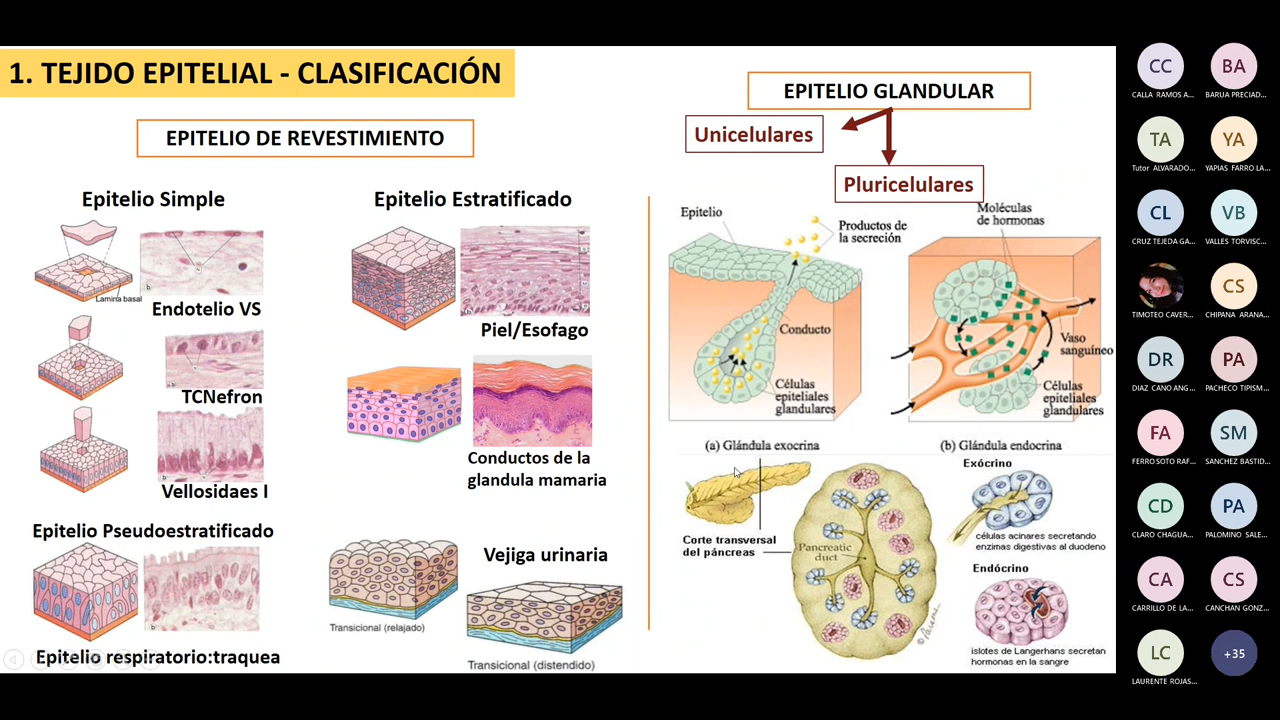 1. TEJIDO EPITELIAL - CLASIFICACIÓN
EPITELIO DE REVESTIMIENTO
Epitelio Simple
Lamina basal
Endotelio VS
TCNefron
Vellosidaes I
Epitelio Pseudoestratificado
Epitelio respiratorio:traquea
Epitelio Estratificado
Piel/Esofago
Conductos de la
glandula mamaria
Vejiga urinaria
Transicional (relajado)
Transicional (distendido)
EPITELIO GLANDULAR
Unicelulares
Pluricelulares
Epitelio
Productos de
la secreción
Conducto
Células
epiteliales
glandulares
(a) Glándula exocrina
Moléculas
de hormonas
Vaso
sanguíneo
Células
epiteliales
glandulares
(b) Glándula endocrina
Corte transversal
del páncreas
Pancreatic
duct
Exócrino
células acinares secretando
enzimas digestivas al duodeno
Endócrino
islotes de Langerhans secretan
hormonas en la sangre
CC
CALLA RAMOS A...
BA
BARUA PRECIAD...
TA
Tutor ALVARADO...
YA
YAPIAS FARRO LA...
CL
CRUZ TEJEDA GA...
VB
VALLES TORVISC...
TIMOTEO CAVER...
CS
CHIPANA ARANA...
DR
DIAZ CANO ANG...
PA
PACHECO TIPISM...
FA
FERRO SOTO RAF...
SM
SANCHEZ BASTID...
CD
CLARO CHAGUA...
PA
PALOMINO SALE...
CA
CARRILLO DE LA...
CS
CANCHAN GONZ...
LC
LAURENTE ROJAS...
+35